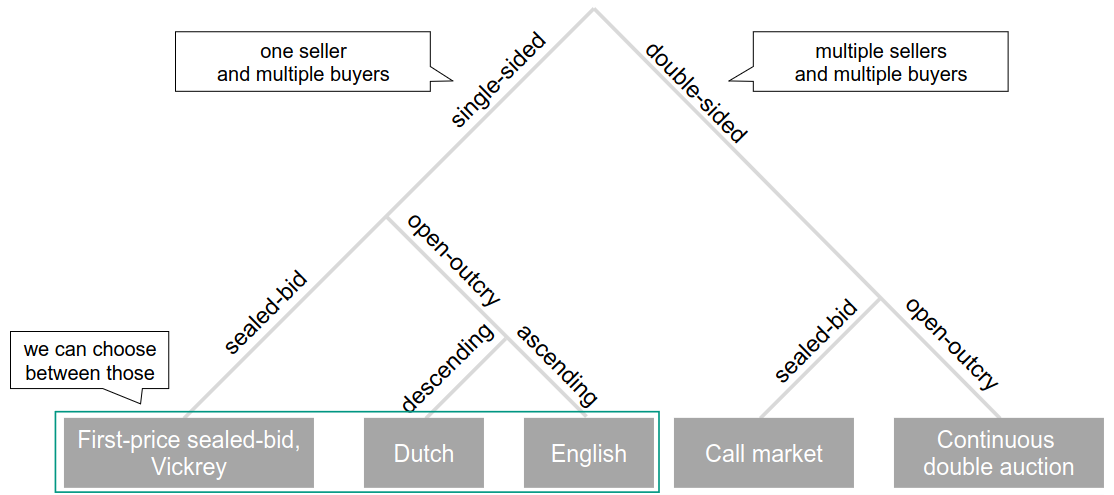 one seller
and multiple buyers
single-sided
double-sided
multiple sellers
and multiple buyers
sealed-bid
open-outcry
descending
ascending
sealed-bid
open-outcry
we can choose
between those
First-price sealed-bid,
Vickrey
Dutch
English
Call market
Continuous
double auction